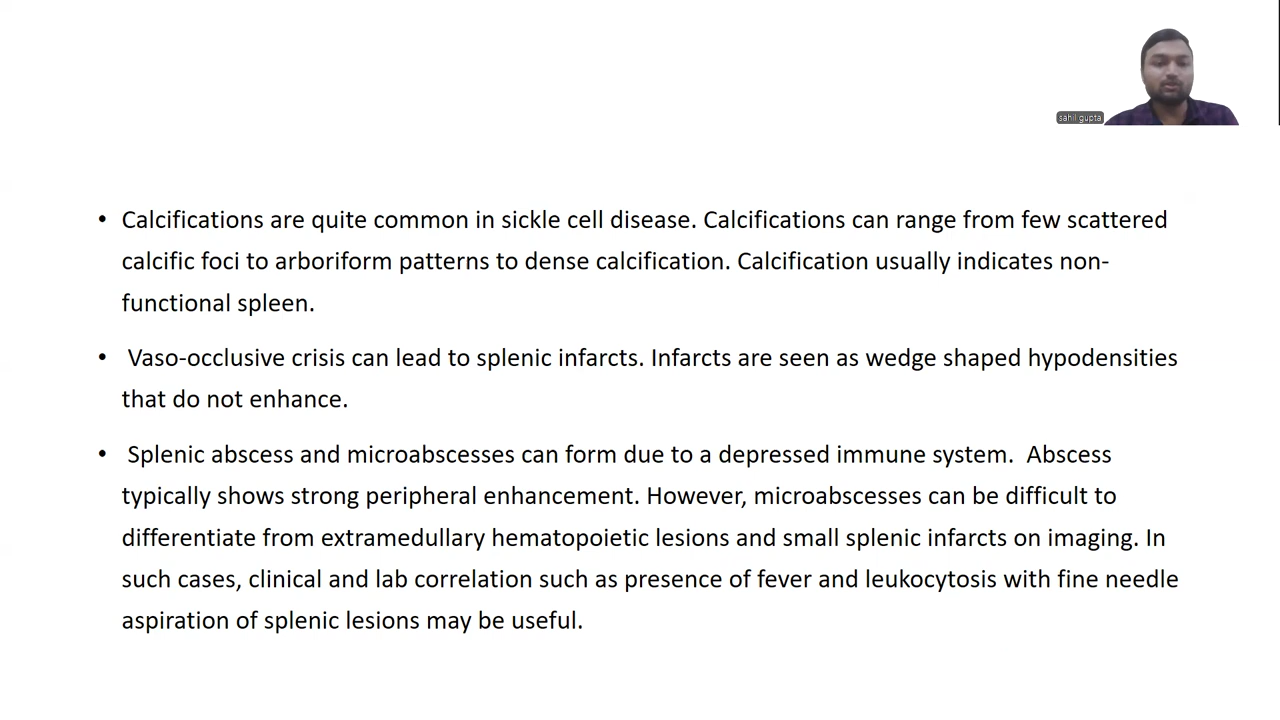 sahil gupta
• Calcifications are quite common in sickle cell disease. Calcifications can range from few scattered
calcific foci to arboriform patterns to dense calcification. Calcification usually indicates non-
functional spleen.
• Vaso-occlusive crisis can lead to splenic infarcts. Infarcts are seen as wedge shaped hypodensities
that do not enhance.
• Splenic abscess and microabscesses can form due to a depressed immune system.  Abscess
typically shows strong peripheral enhancement. However, microabscesses can be difficult to
differentiate from extramedullary hematopoietic lesions and small splenic infarcts on imaging. In
such cases, clinical and lab correlation such as presence of fever and leukocytosis with fine needle
aspiration of splenic lesions may be useful.